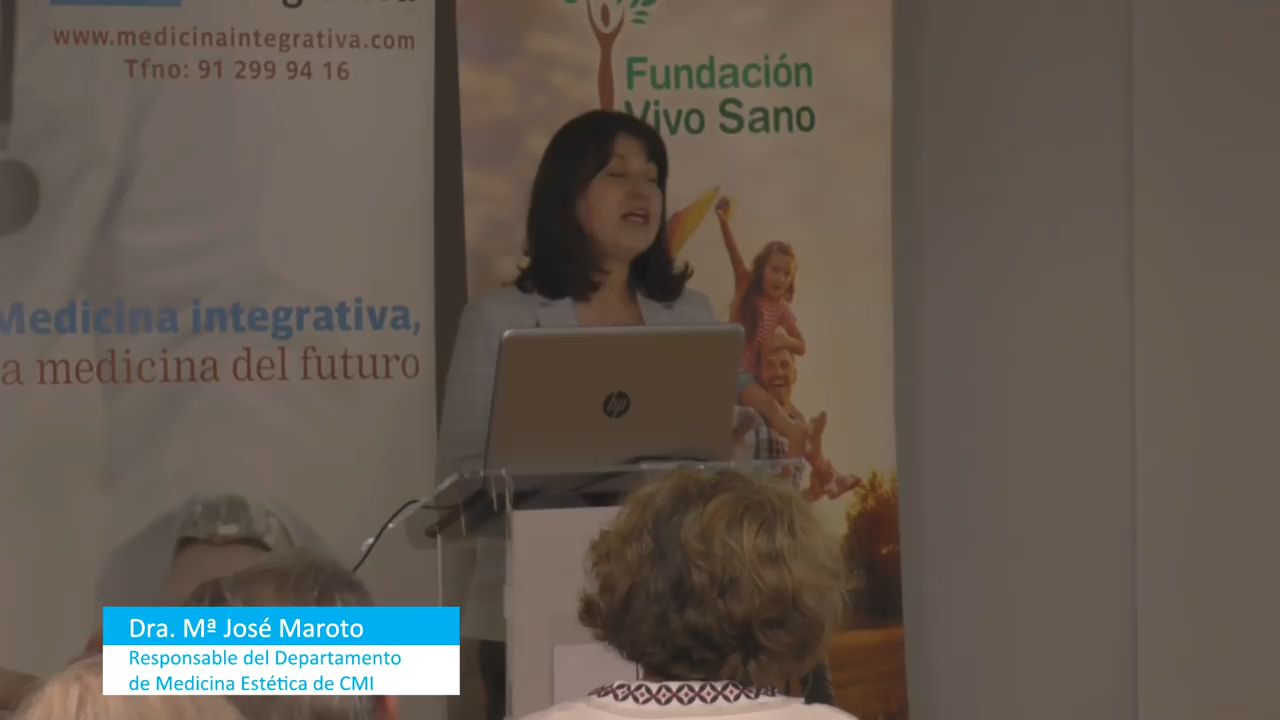 www.medicinaintegrativa.com
Tfno: 91 299 94 16
Medicina integrativa,
a medicina del futuro
Fundación
Vivo Sano
hp
Dra. Mª José Maroto
Responsable del Departamento
de Medicina Estética de CMI